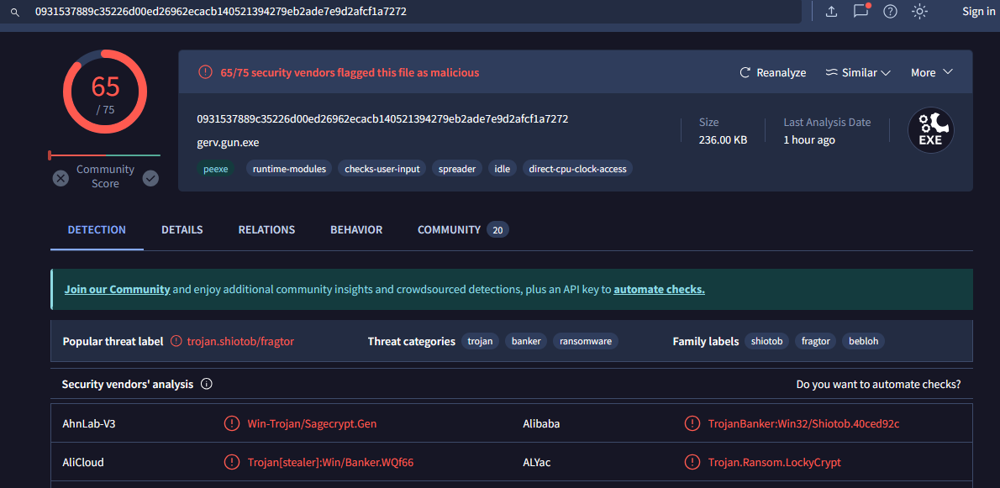 0931537889c35226d00ed26962ecacb140521394279eb2ade7e9d2afcf1a7272 Sign in
65 / 75
Community Score
65/75 security vendors flagged this file as malicious Reanalyze Similar More
0931537889c35226d00ed26962ecacb140521394279eb2ade7e9d2afcf1a7272
gerv.gun.exe
peexe runtime-modules checks-user-input spreader idle direct-cpu-clock-access
Size
236.00 KB
Last Analysis Date
1 hour ago
EXE
DETECTION DETAILS RELATIONS BEHAVIOR COMMUNITY 20
Join our Community and enjoy additional community insights and crowdsourced detections, plus an API key to automate checks.
Popular threat label trojan.shiotob/fragtor Threat categories trojan banker ransomware Family labels shiotob fragtor bebloh
Security vendors' analysis Do you want to automate checks?
AhnLab-V3 Win-Trojan/Sagecrypt.Gen Alibaba TrojanBanker:Win32/Shiotob.40ced92c
AliCloud Trojan[stealer]:Win/Banker.WQf66 ALYac Trojan.Ransom.LockyCrypt